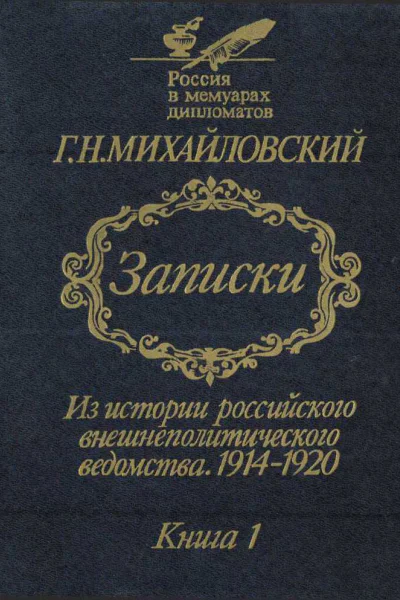 Россия
в мемуарах
дипломатов
Г.Н.МИХАЙЛОВСКИЙ
Записки
Из истории российского
внешнеполитического
ведомства. 1914–1920
Книга 1